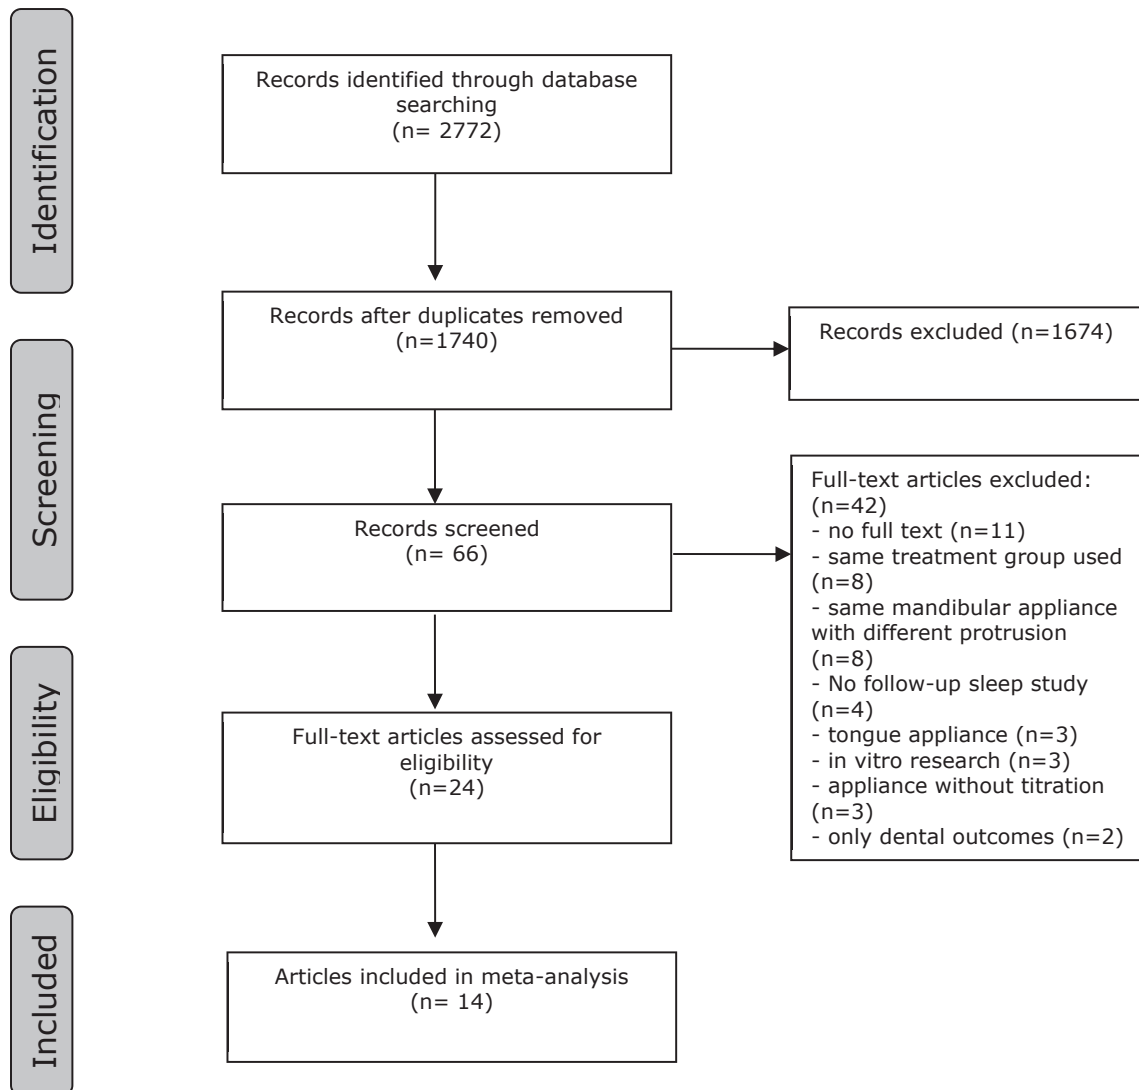 Identification
Records identified through database
searching
(n= 2772)
Records after duplicates removed
(n=1740)
Records excluded (n=1674)
Screening
Records screened
(n= 66)
Full-text articles excluded:
(n=42)
- no full text (n=11)
- same treatment group used
(n=8)
- same mandibular appliance
with different protrusion
(n=8)
- No follow-up sleep study
(n=4)
- tongue appliance (n=3)
- in vitro research (n=3)
- appliance without titration
(n=3)
- only dental outcomes (n=2)
Eligibility
Full-text articles assessed for
eligibility
(n=24)
Included
Articles included in meta-analysis
(n= 14)